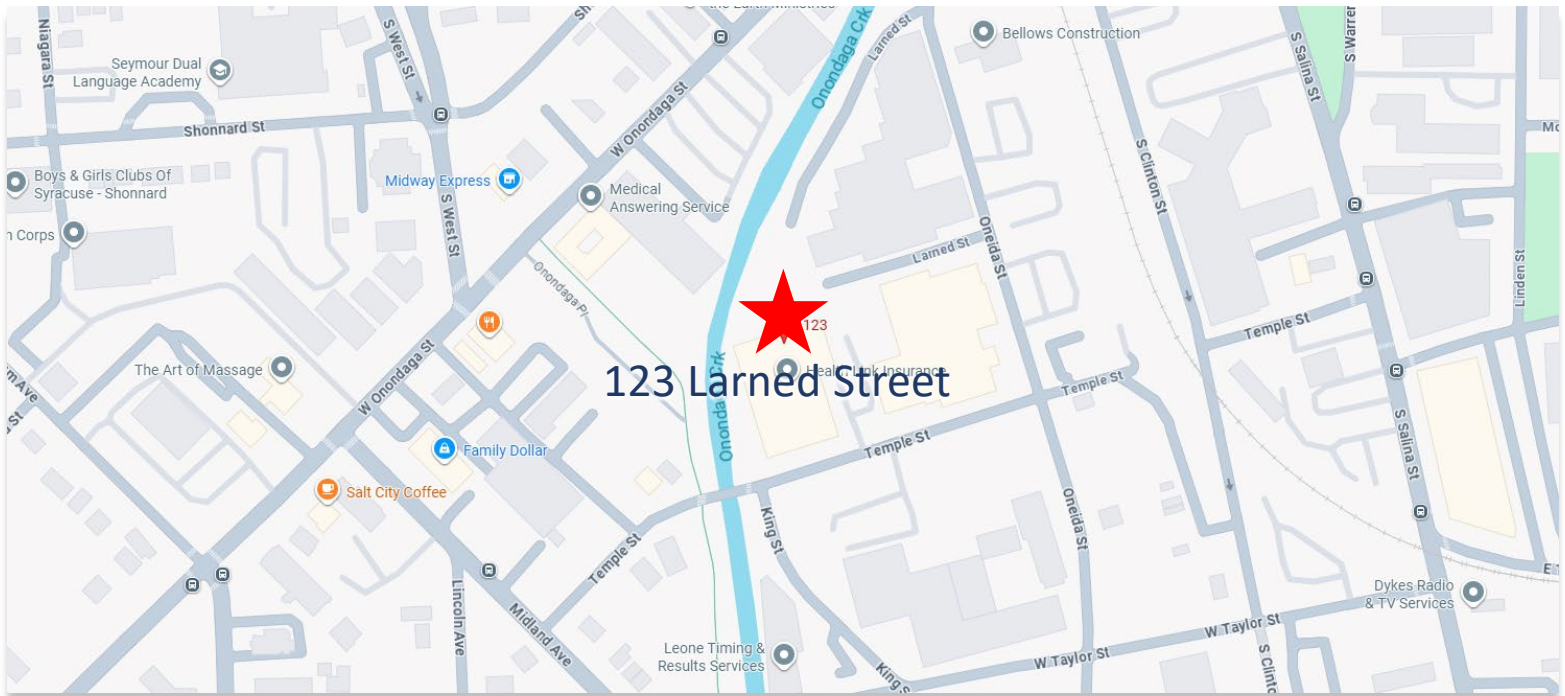 the Earth Ministries
Niagara St
S West St
Seymour Dual
Language Academy
Shonnard St
Boys & Girls Clubs Of
Syracuse - Shonnard
Corps
Midway Express
S West St
W Onondaga St
Medical
Answering Service
Onondaga Crk
Larned St
Bellows Construction
S Salina St
S Warren
S Clinton St
Oneida St
Larned St
Linden St
Onondaga Pl
123
Temple St
The Art of Massage
W Onondaga St
Onondaga Crk
Health Link Insurance
123 Larned Street
Temple St
Temple St
S Salina St
Family Dollar
Salt City Coffee
King St
Oneida St
Temple St
Lincoln Ave
Midland Ave
Leone Timing &
Results Services
King S
W Taylor St
W Taylor St
S Clinto
Dykes Radio
& TV Services